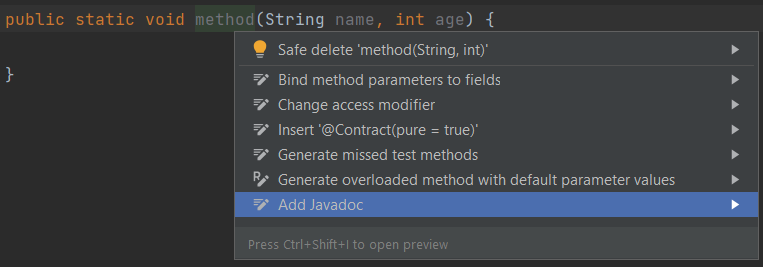 public static void method(String name, int age) {
Safe delete 'method(String, int)'
}
Bind method parameters to fields
Change access modifier
Insert '@Contract(pure = true)'
Generate missed test methods
Generate overloaded method with default parameter values
Add Javadoc
Press Ctrl+Shift+I to open preview